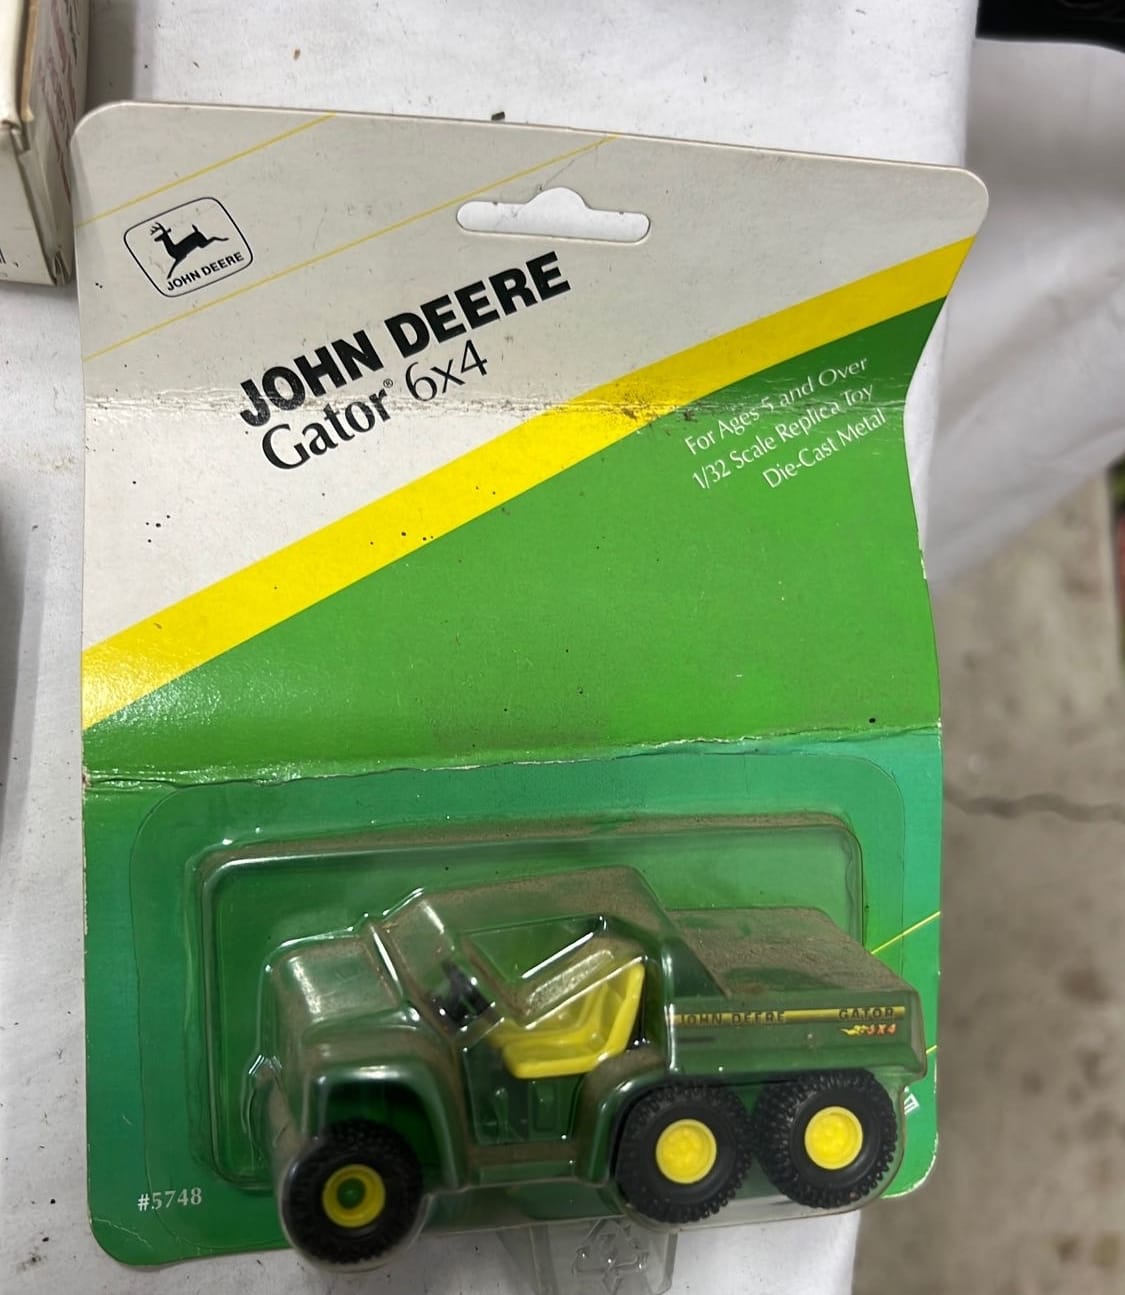 JOHN DEERE
JOHN DEERE
Gator® 6x4
For Ages 5 and Over
1/32 Scale Replica Toy
Die-Cast Metal
JOHN DEERE GATOR
6X4
#5748